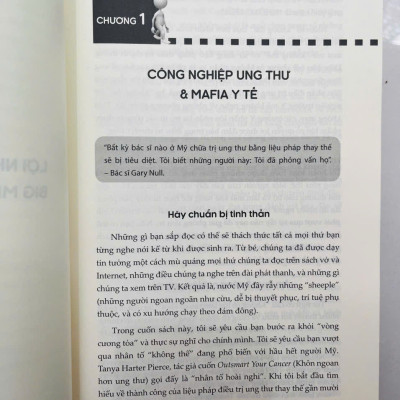 CHƯƠNG 1
CÔNG NGHIỆP UNG THƯ
& MAFIA Y TẾ
"Bất kỳ bác sĩ nào ở Mỹ chữa trị ung thư bằng liệu pháp thay thế
sẽ bị tiêu diệt. Tôi biết những người này: Tôi đã phỏng vấn họ".
– Bác sĩ Gary Null.
Hãy chuẩn bị tinh thần
Những gì bạn sắp đọc có thể sẽ thách thức tất cả mọi thứ bạn
từng nghe nói kể từ khi được sinh ra. Từ bé, chúng ta đã được dạy
tin tưởng một cách mù quáng mọi thứ chúng ta đọc trên sách vở và
Internet, những điều chúng ta nghe trên đài phát thanh, và những gì
chúng ta xem trên TV. Kết quả là, nước Mỹ đầy rẫy những "sheeple"
(những người ngoan ngoãn như cừu, dễ bị thuyết phục, trí tuệ phụ
thuộc, và có xu hướng chạy theo đám đông).
Trong cuốn sách này, tôi sẽ yêu cầu bạn bước ra khỏi "vòng
cương tỏa" và thực sự nghĩ cho chính mình. Tôi sẽ yêu cầu bạn vượt
qua nhân tố "không thể" đang phổ biến với hầu hết người Mỹ.
Tanya Harter Pierce, tác giả cuốn Outsmart Your Cancer (Khôn ngoan
hơn ung thư) gọi đấy là "nhân tố hoài nghi". Khi tôi bắt đầu tìm
hiểu về thành công của liệu pháp điều trị ung thư thay thế gần mười